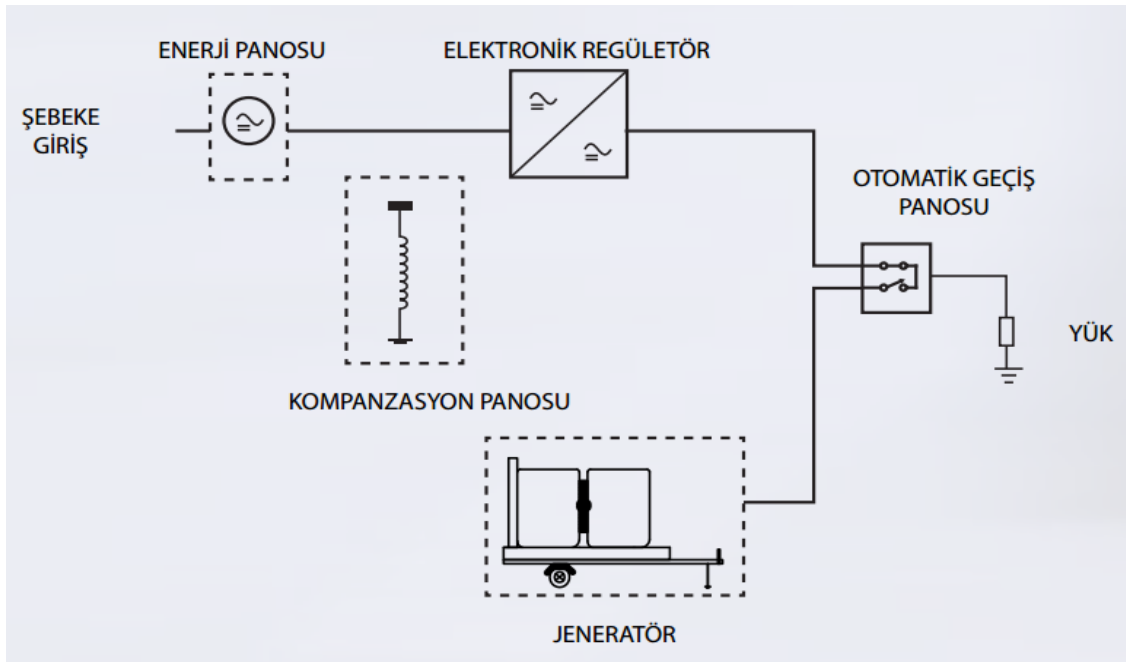 ENERJİ PANOSU
ELEKTRONİK REGÜLETÖR
ŞEBEKE
GİRİŞ
OTOMATİK GEÇİŞ
PANOSU
YÜK
KOMPANZASYON PANOSU
JENERATÖR